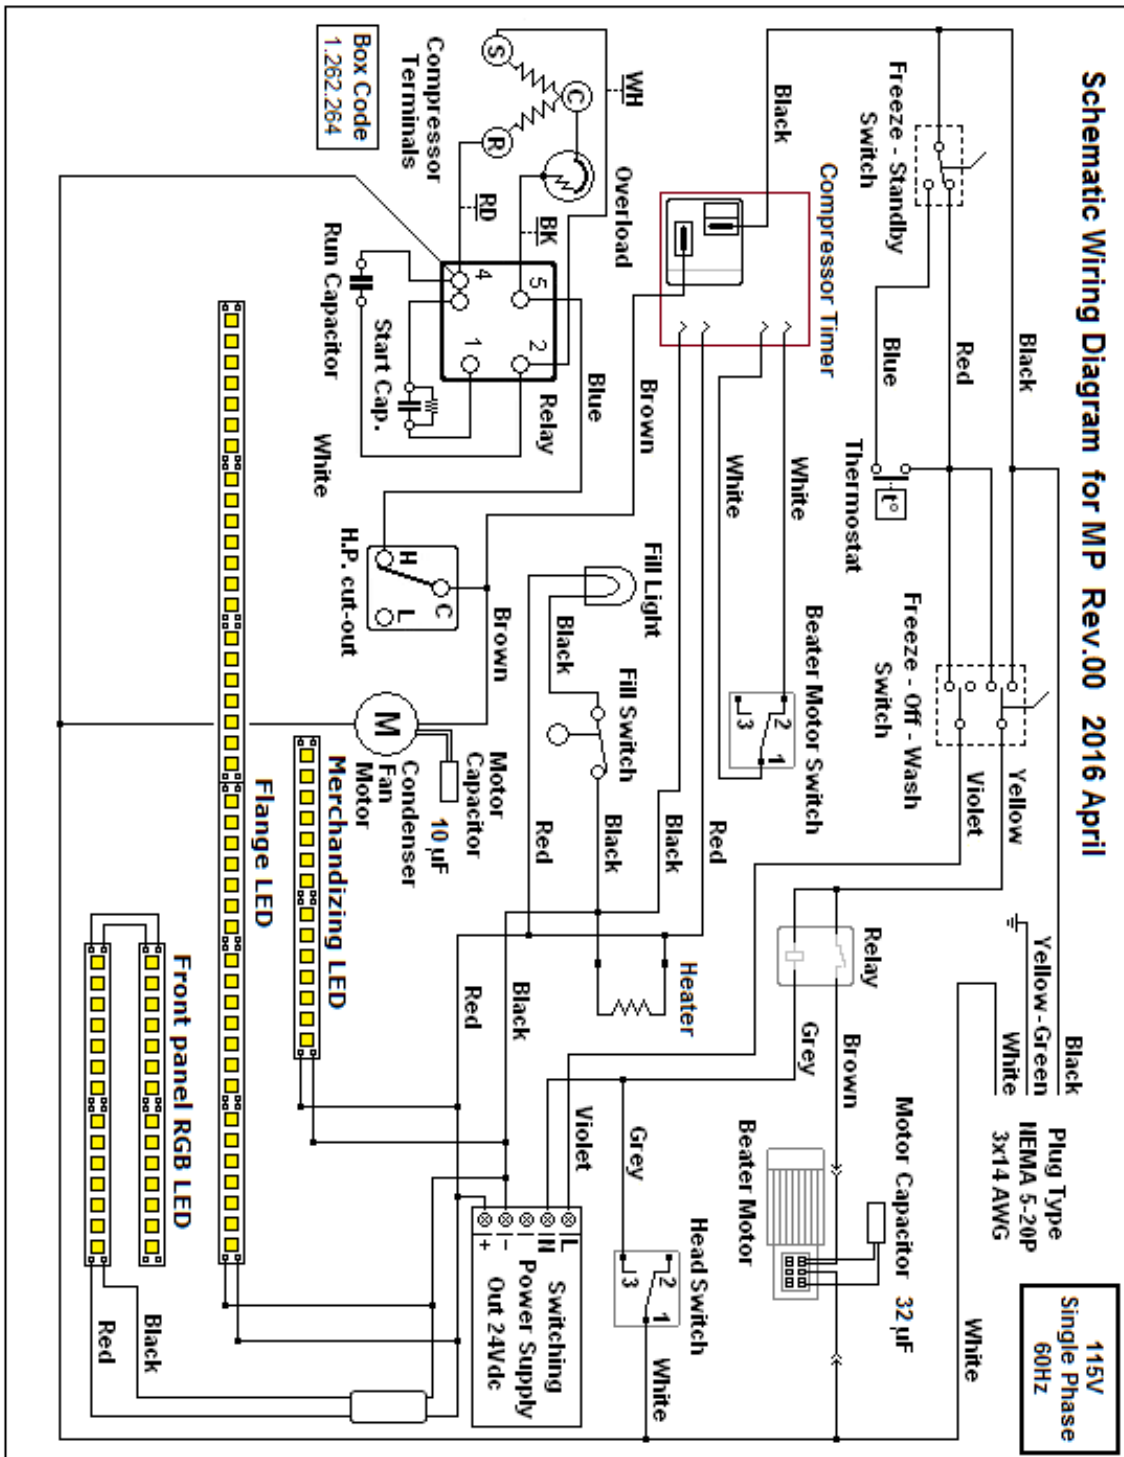 Schematic Wiring Diagram for MP Rev.00 2016 April
115V
Single Phase
60Hz
Plug Type
NEMA 5-20P
3x14 AWG
Black
Yellow-Green
White
White
Black
Red
Blue
Freeze - Standby
Switch
Black
Compressor Timer
Thermostat
t°
Freeze - Off - Wash
Switch
Yellow
Violet
Relay
Brown
Grey
Motor Capacitor 32 µF
Beater Motor
White
White
Beater Motor Switch
2
3
1
Head Switch
2
3
1
White
Grey
Violet
WH
Overload
BK
RD
S
C
R
Compressor
Terminals
Box Code
1.262.264
Brown
Blue
4
5
1
2
Relay
Run Capacitor
Start Cap.
White
H.P. cut-out
H
C
L
Brown
Fill Light
Black
Fill Switch
Red
Black
Black
Red
Heater
M
Motor
Capacitor
10 µF
Condenser
Fan
Motor
Merchandizing LED
Flange LED
Front panel RGB LED
Red
Black
L
N
-
+
Switching
Power Supply
Out 24Vdc
Black
Red